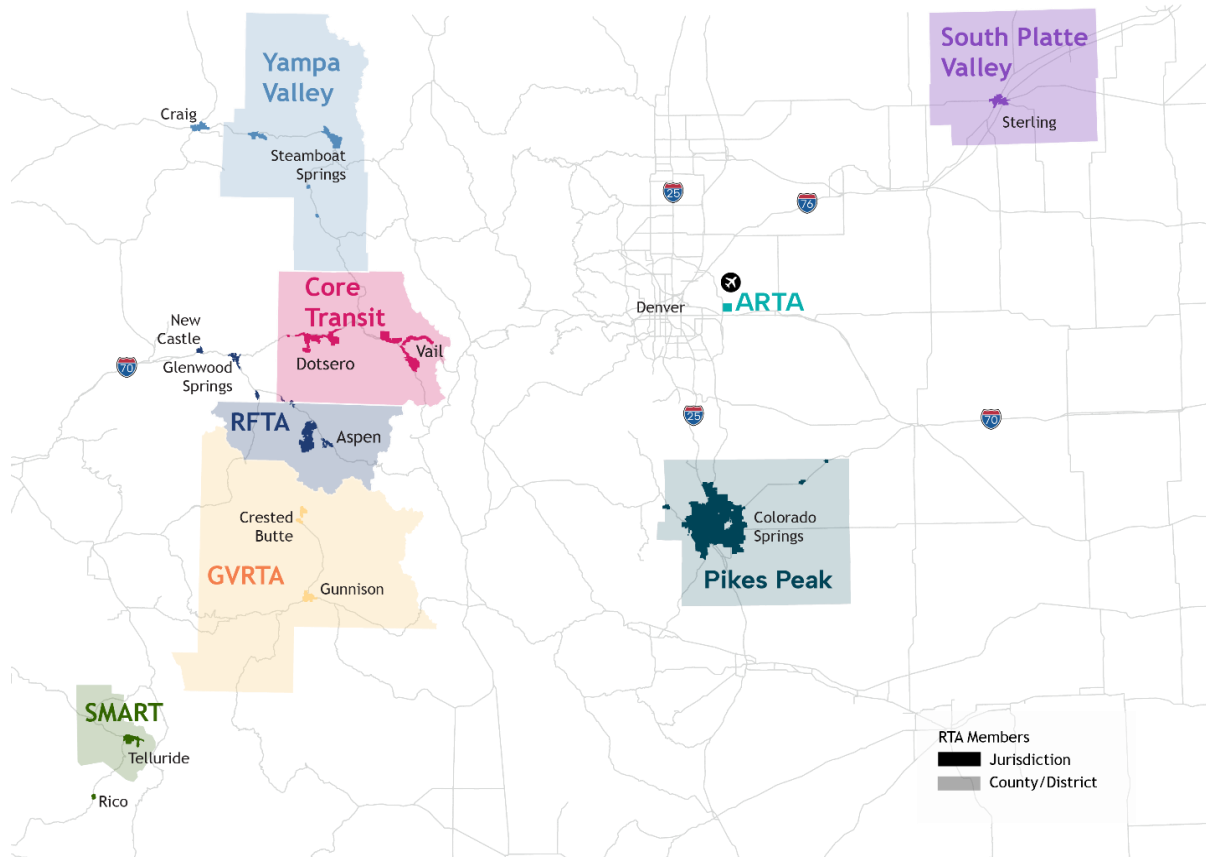 Yampa
Valley
Craig
Steamboat
Springs
South Platte
Valley
Sterling
25
76
Core
Transit
New
Castle
Glenwood
Springs
Dotsero
Vail
70
Denver
ARTA
RFTA
Aspen
25
70
Crested
Butte
GVRTA
Gunnison
Colorado
Springs
Pikes Peak
SMART
Telluride
Rico
RTA Members
Jurisdiction
County/District